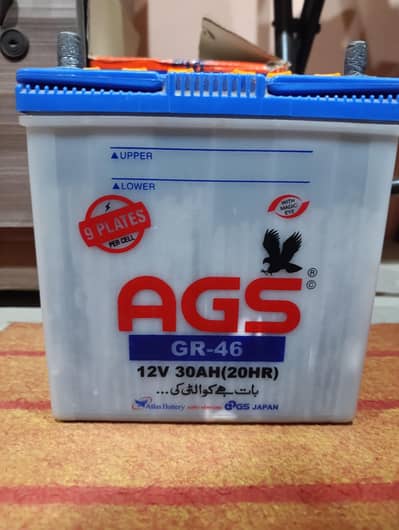 ▲UPPER
▲LOWER
9 PLATES
PER CELL
WITH MAGIC
EYE
AGS
®
©
GR-46
12V 30AH(20HR)
بات ہے کوالٹی کی...
Atlas Battery
GS JAPAN